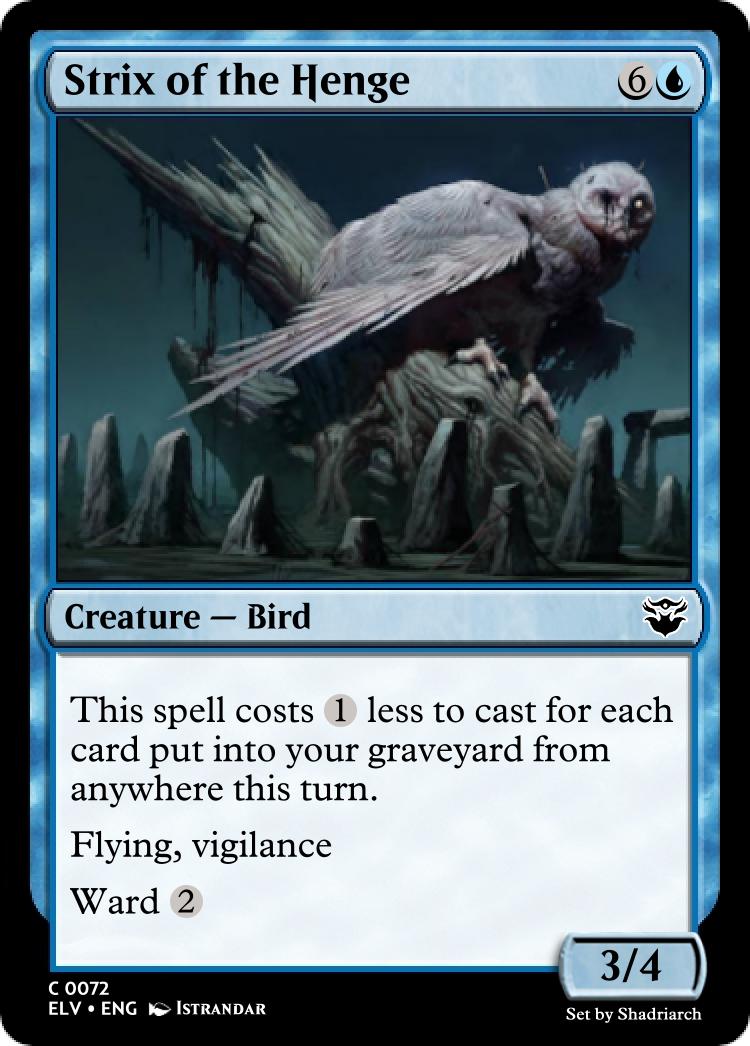 Strix of the Henge 6
Creature — Bird
This spell costs 1 less to cast for each
card put into your graveyard from
anywhere this turn.
Flying, vigilance
Ward 2
3/4
C 0072
ELV • ENG ISTRANDAR
Set by Shadriarch